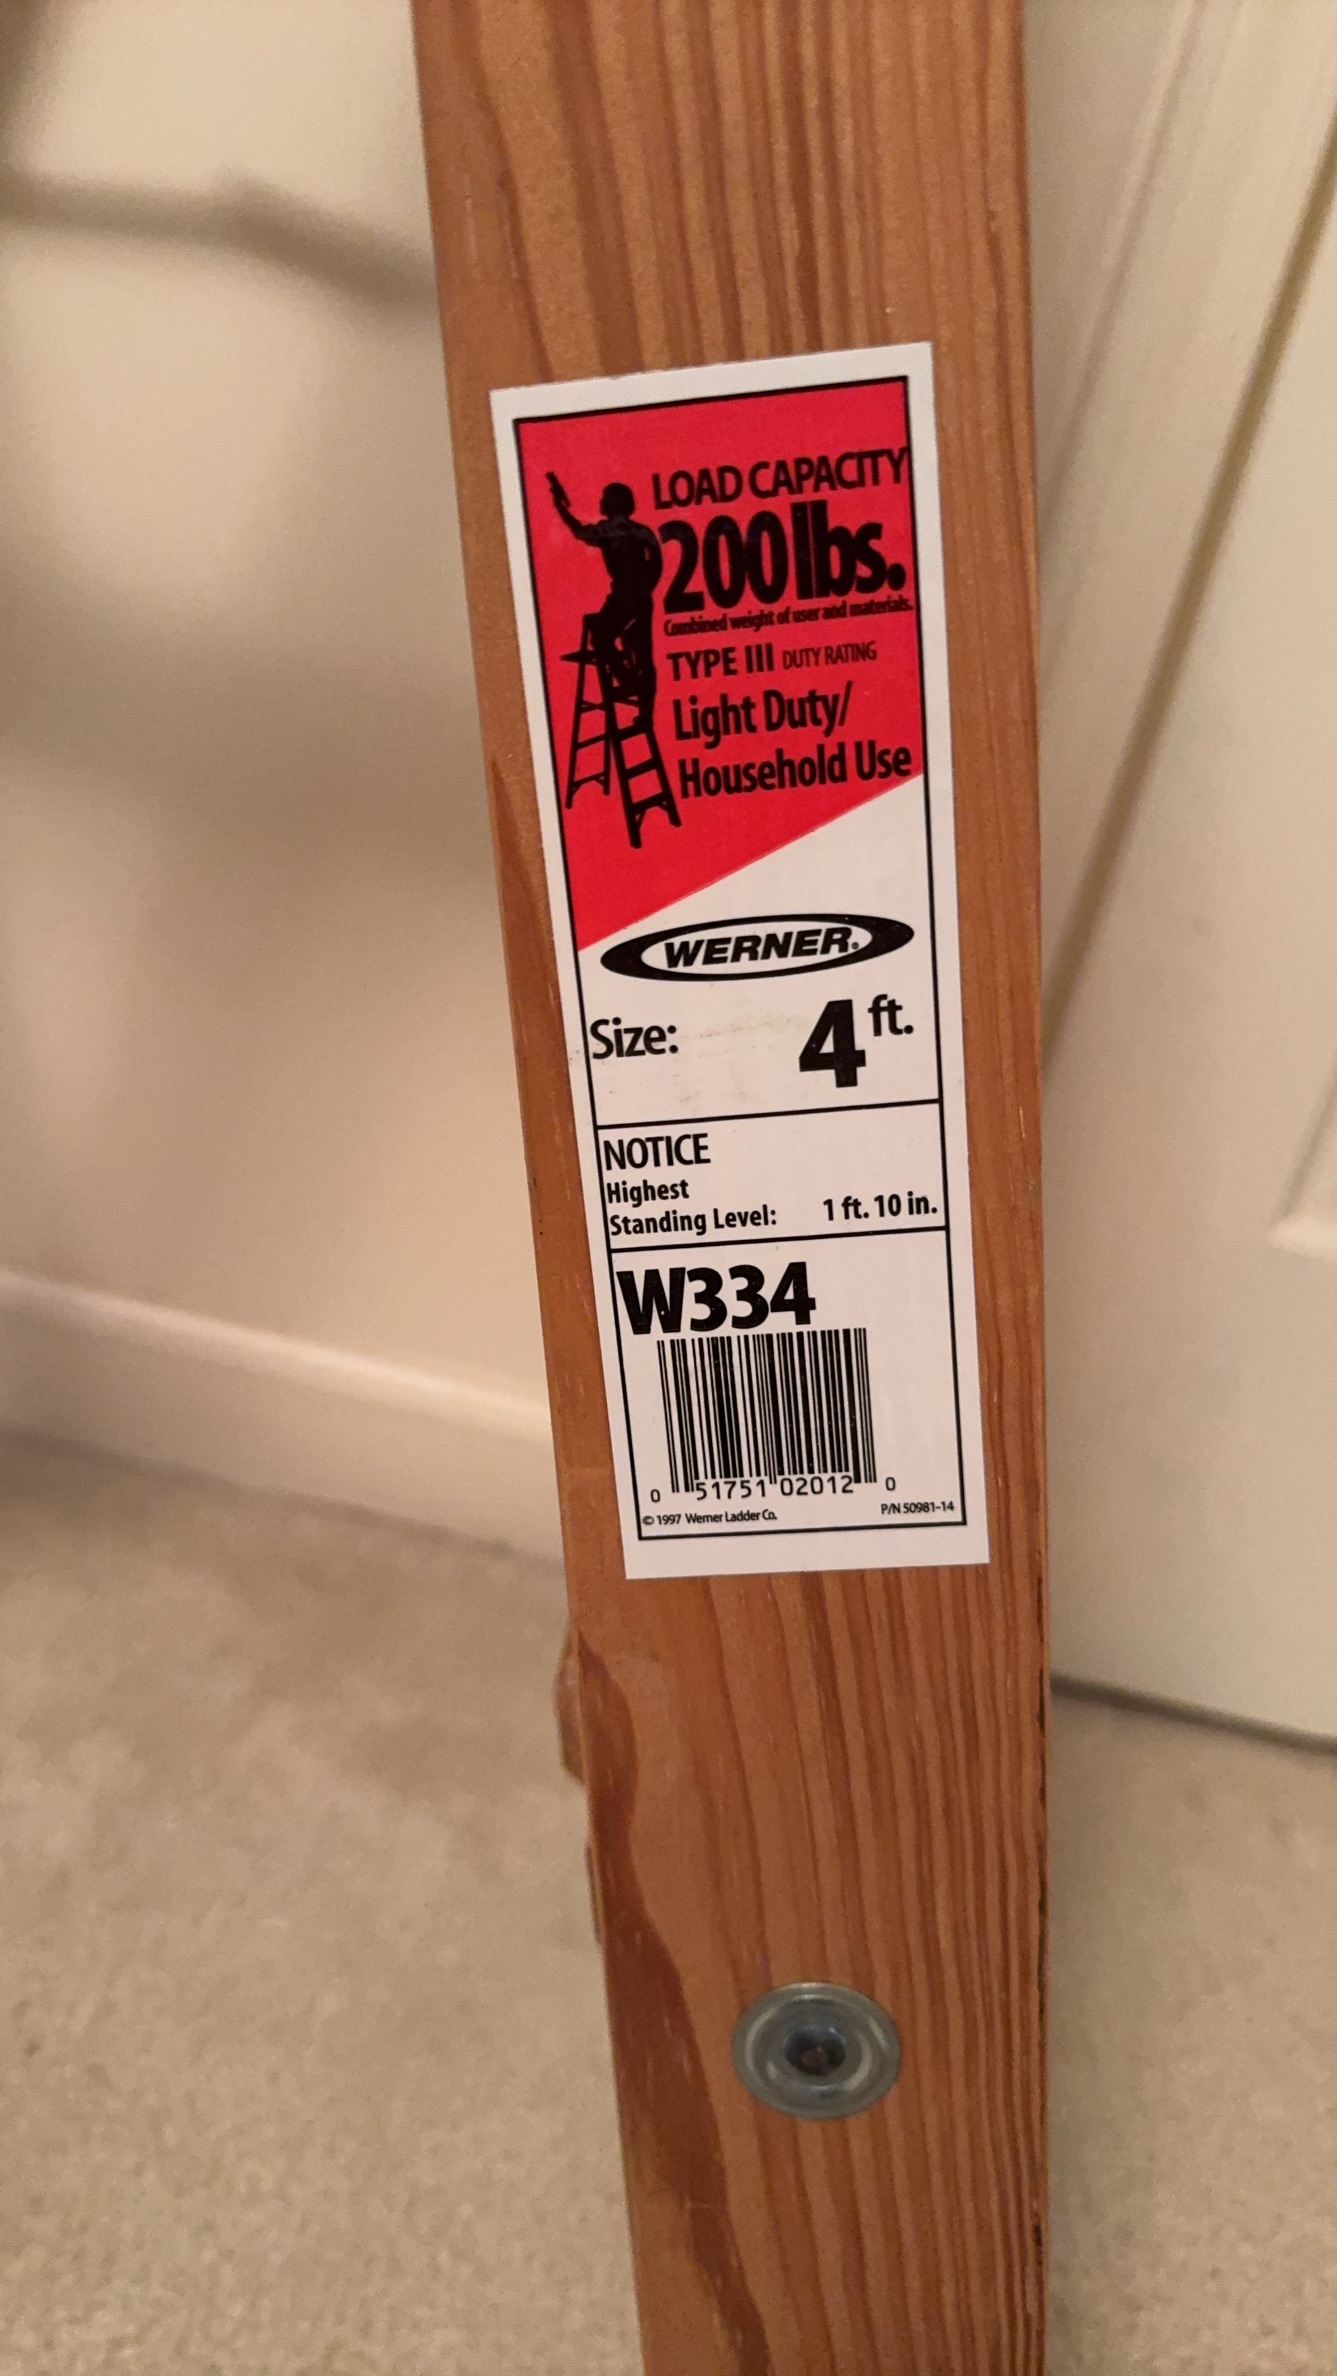 LOAD CAPACITY
200 lbs.
Combined weight of user and materials.
TYPE III DUTY RATING
Light Duty/
Household Use
WERNER®
Size: 4 ft.
NOTICE
Highest
Standing Level: 1 ft. 10 in.
W334
0 51751 02012 0
© 1997 Werner Ladder Co. P/N 50981-14